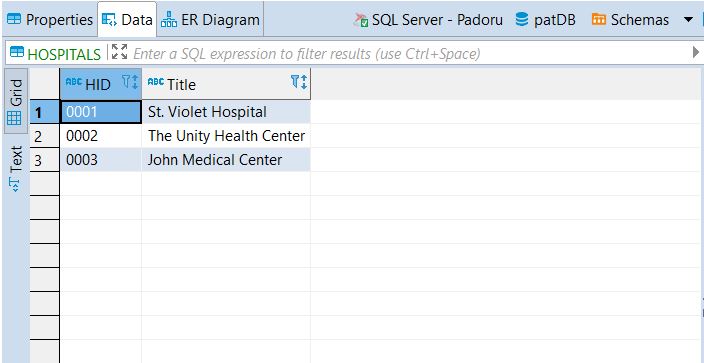 Properties Data ER Diagram SQL Server - Padoru patDB Schemas
HOSPITALS Enter a SQL expression to filter results (use Ctrl+Space)
Grid
Text
ABC HID ABC Title
1 0001 St. Violet Hospital
2 0002 The Unity Health Center
3 0003 John Medical Center